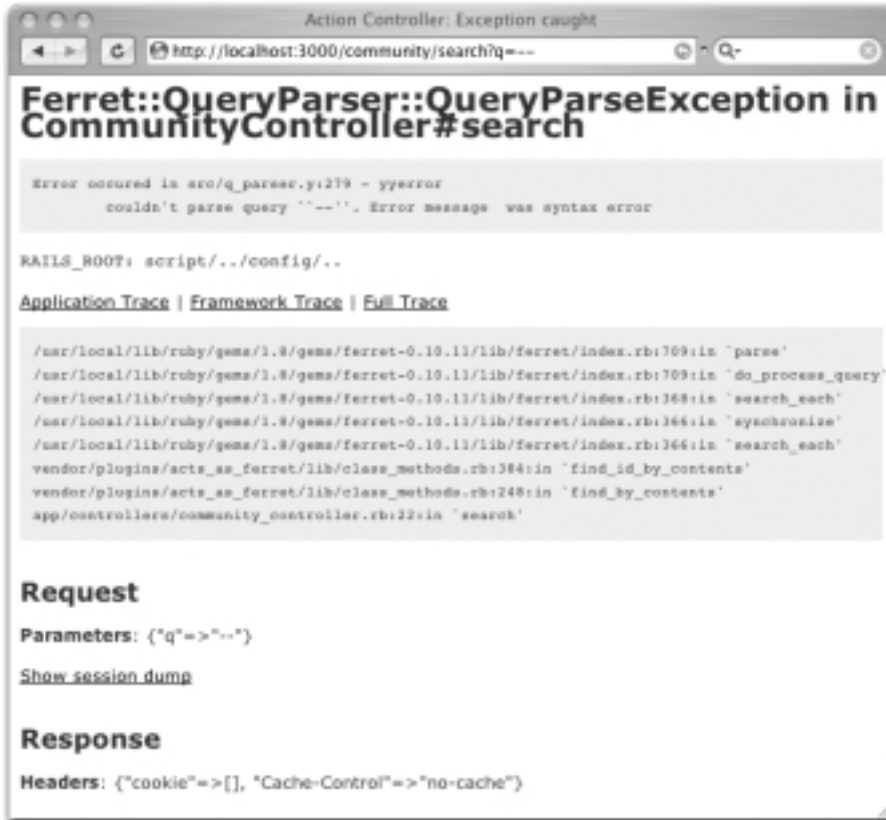 Action Controller: Exception caught
http://localhost:3000/community/search?q=--
Q-
Ferret::QueryParser::QueryParseException in
CommunityController#search
Error occured in src/q_parser.y:279 - yyerror
couldn't parse query ``--''. Error message  was syntax error
RAILS_ROOT: script/../config/..
Application Trace | Framework Trace | Full Trace
/usr/local/lib/ruby/gems/1.8/gems/ferret-0.10.11/lib/ferret/index.rb:709:in `parse'
/usr/local/lib/ruby/gems/1.8/gems/ferret-0.10.11/lib/ferret/index.rb:709:in `do_process_query'
/usr/local/lib/ruby/gems/1.8/gems/ferret-0.10.11/lib/ferret/index.rb:368:in `search_each'
/usr/local/lib/ruby/gems/1.8/gems/ferret-0.10.11/lib/ferret/index.rb:366:in `synchronize'
/usr/local/lib/ruby/gems/1.8/gems/ferret-0.10.11/lib/ferret/index.rb:366:in `search_each'
vendor/plugins/acts_as_ferret/lib/class_methods.rb:384:in `find_id_by_contents'
vendor/plugins/acts_as_ferret/lib/class_methods.rb:248:in `find_by_contents'
app/controllers/community_controller.rb:22:in `search'
Request
Parameters: {"q"=>"--"}
Show session dump
Response
Headers: {"cookie"=>[], "Cache-Control"=>"no-cache"}